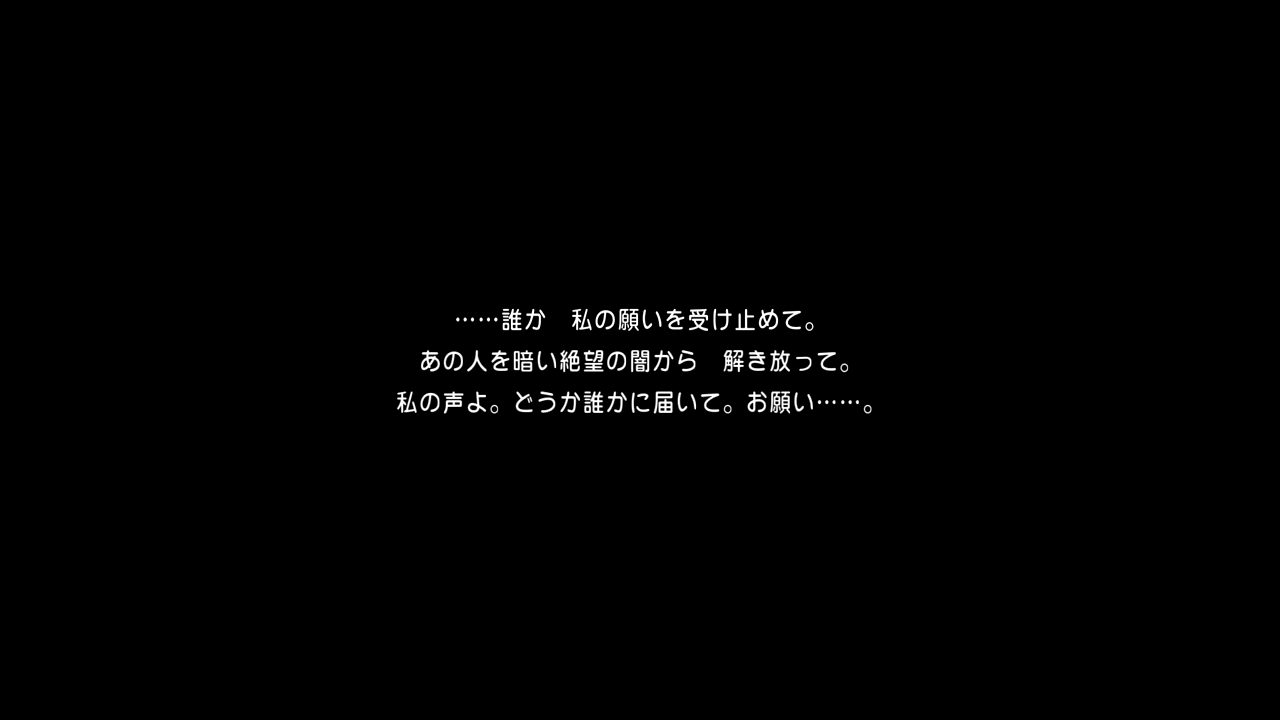 ……誰か　私の願いを受け止めて。
あの人を暗い絶望の闇から　解き放って。
私の声よ。どうか誰かに届いて。お願い……。